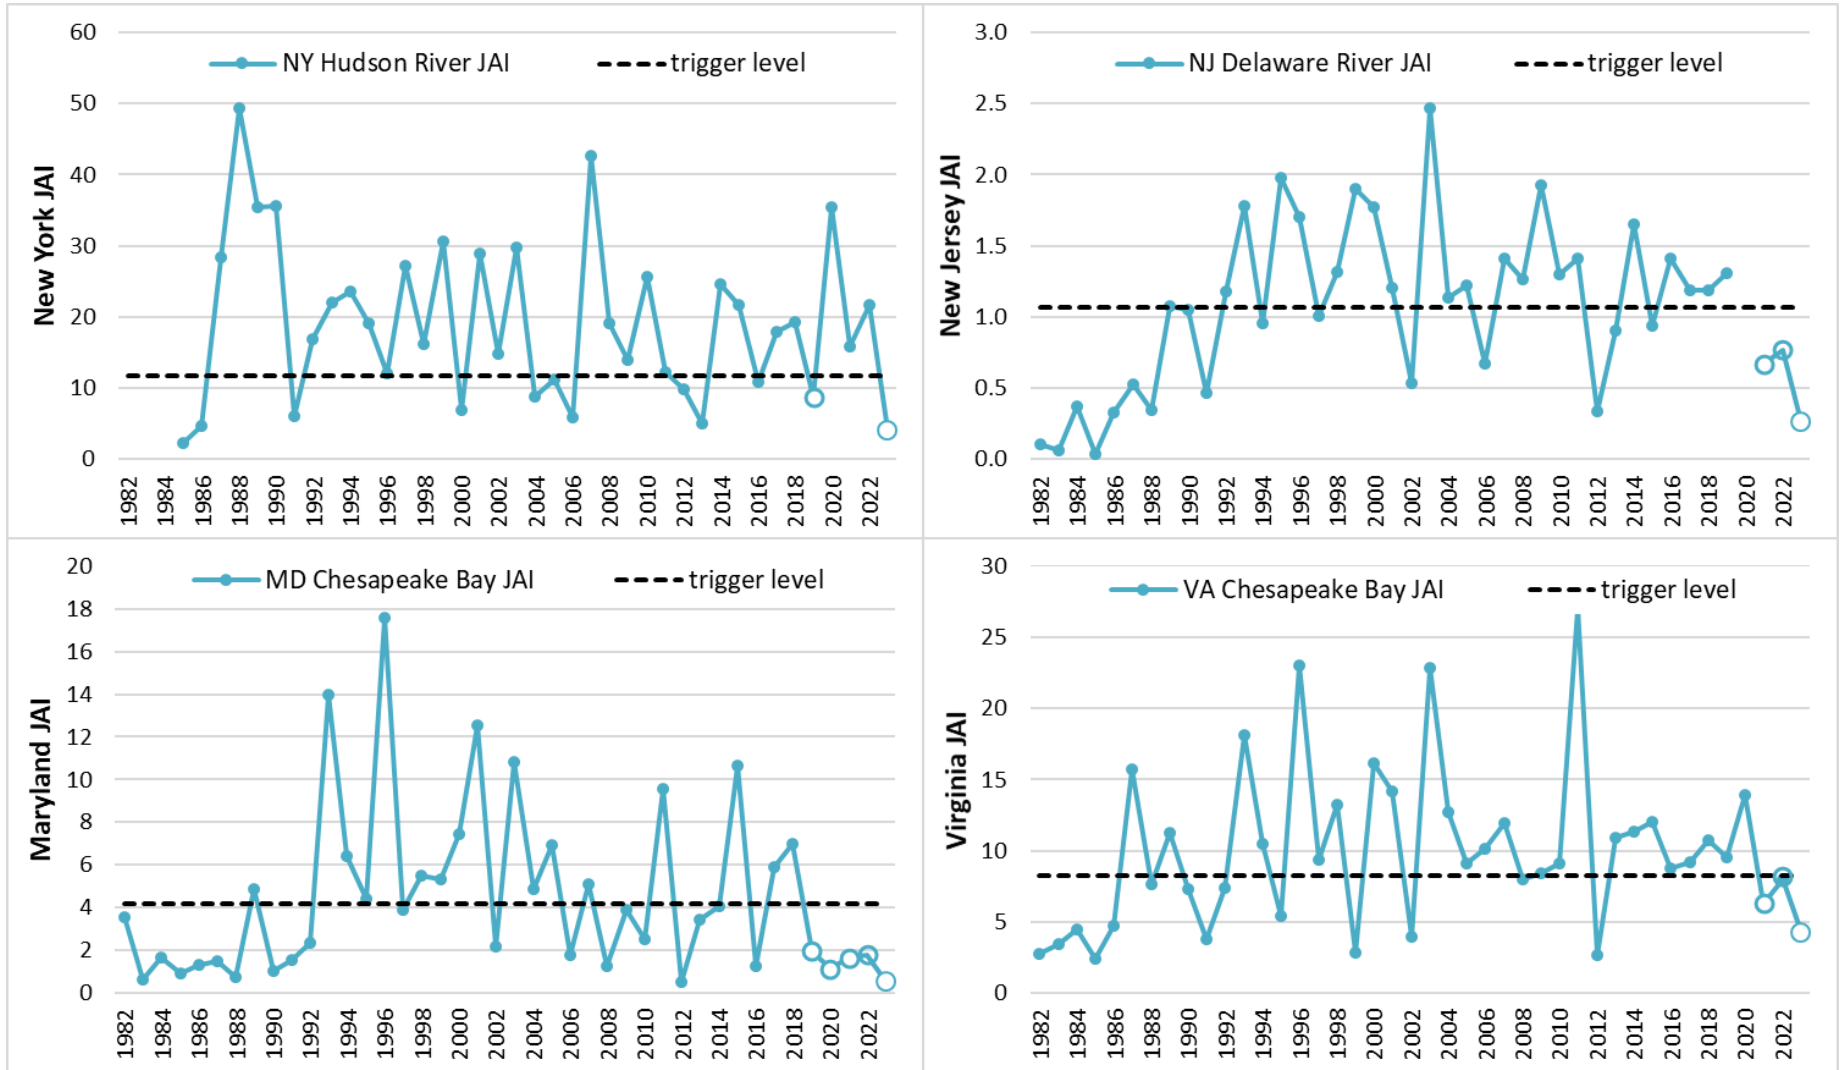 NY Hudson River JAI
trigger level
New York JAI
60
50
40
30
20
10
0
1982 1984 1986 1988 1990 1992 1994 1996 1998 2000 2002 2004 2006 2008 2010 2012 2014 2016 2018 2020 2022
NJ Delaware River JAI
trigger level
New Jersey JAI
3.0
2.5
2.0
1.5
1.0
0.5
0.0
1982 1984 1986 1988 1990 1992 1994 1996 1998 2000 2002 2004 2006 2008 2010 2012 2014 2016 2018 2020 2022
MD Chesapeake Bay JAI
trigger level
Maryland JAI
20
18
16
14
12
10
8
6
4
2
0
1982 1984 1986 1988 1990 1992 1994 1996 1998 2000 2002 2004 2006 2008 2010 2012 2014 2016 2018 2020 2022
VA Chesapeake Bay JAI
trigger level
Virginia JAI
30
25
20
15
10
5
0
1982 1984 1986 1988 1990 1992 1994 1996 1998 2000 2002 2004 2006 2008 2010 2012 2014 2016 2018 2020 2022